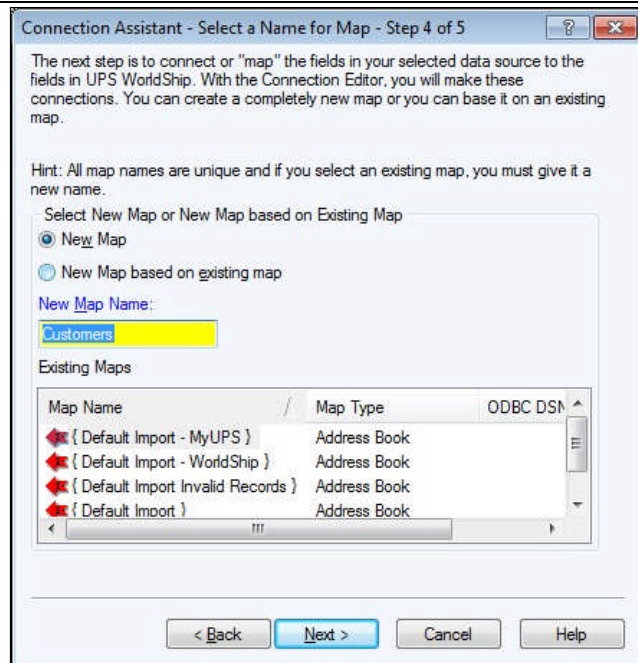 Connection Assistant - Select a Name for Map - Step 4 of 5
The next step is to connect or "map" the fields in your selected data source to the
fields in UPS WorldShip. With the Connection Editor, you will make these
connections. You can create a completely new map or you can base it on an existing
map.
Hint: All map names are unique and if you select an existing map, you must give it a
new name.
Select New Map or New Map based on Existing Map
New Map
New Map based on existing map
New Map Name:
Customers
Existing Maps
Map Name / Map Type ODBC DSN
{ Default Import - MyUPS } Address Book
{ Default Import - WorldShip } Address Book
{ Default Import Invalid Records } Address Book
{ Default Import } Address Book
< Back Next > Cancel Help